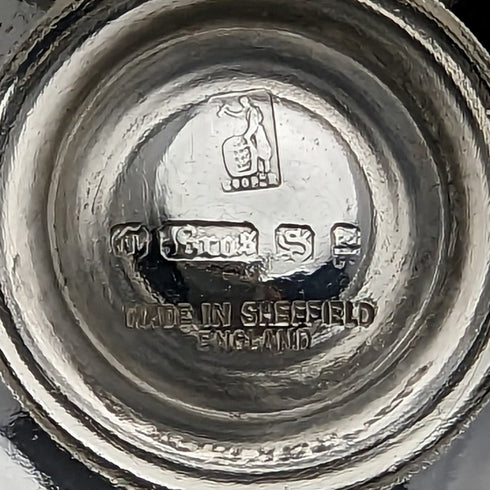 COOPER
C Bros S
MADE IN SHEFFIELD
ENGLAND